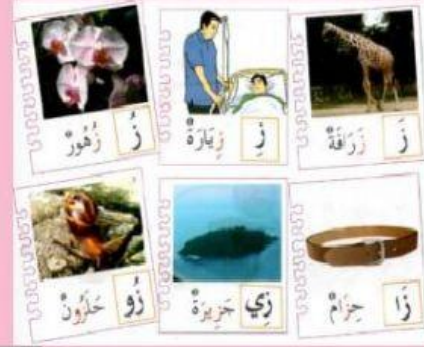 زَ زَرَافَةٌ
زِ زِيَارَةٌ
زُ زُهُورٌ
زَا حِزَامٌ
زِي جَزِيرَةٌ
زُو حَلَزُونٌ